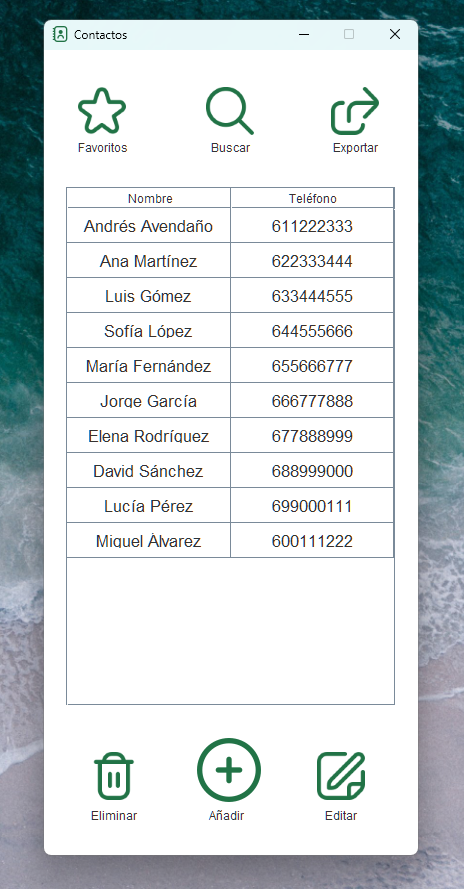 Contactos
Favoritos Buscar Exportar
Nombre Teléfono
Andrés Avendaño 611222333
Ana Martínez 622333444
Luis Gómez 633444555
Sofía López 644555666
María Fernández 655666777
Jorge García 666777888
Elena Rodríguez 677888999
David Sánchez 688999000
Lucía Pérez 699000111
Miguel Álvarez 600111222
Eliminar Añadir Editar